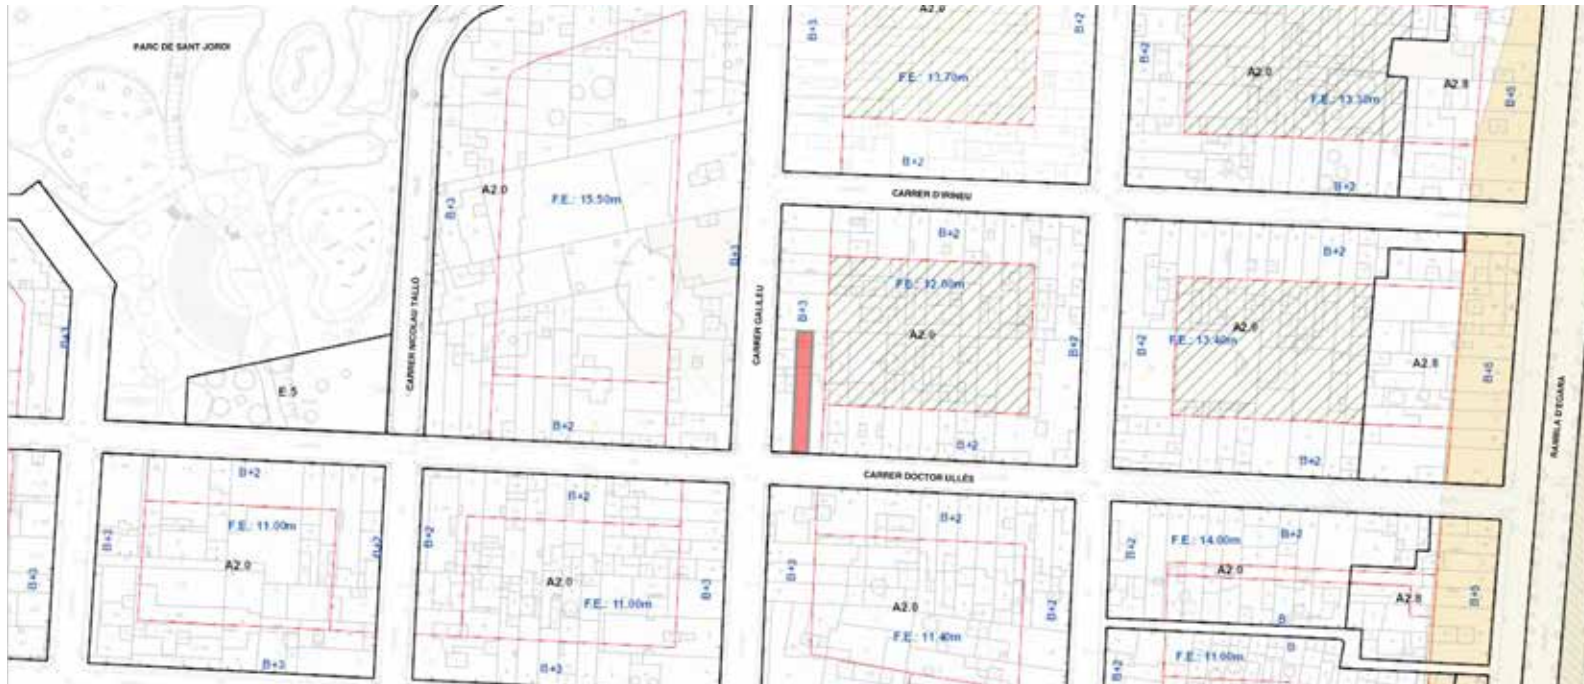 A2.0
B+3
B+2
PARC DE SANT JORDI
B+2
F.E.: 13.70m
A2.0
F.E.: 13.30m
A2.8
B+5
B+2
B+2
A2.0
F.E.: 15.50m
CARRER D'IRINEU
B+3
B+2
B+2
B+3
F.E.: 12.00m
CARRER NICOLAU TALLÓ
CARRER GALILEU
B+3
B+3
A2.0
B+2
B+2
A2.0
F.E.: 13.40m
A2.8
B+5
E.5
RAMBLA D'EGARA
B+2
B+2
B+2
CARRER DOCTOR ULLÉS
B+2
B+2
B+2
F.E.: 11.00m
B+3
B+2
B+2
B+2
F.E.: 14.00m
B+2
A2.0
A2.0
B+3
B+3
B+3
A2.0
A2.8
B+5
F.E.: 11.00m
A2.0
B+2
F.E.: 11.40m
B
B
F.E.: 11.00m
B+3
B+3
B+2